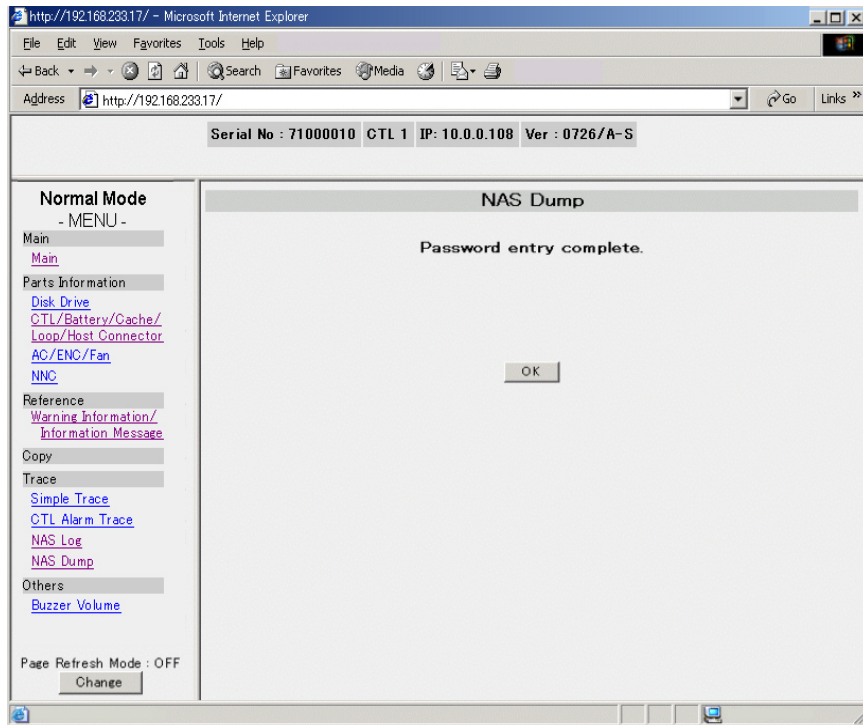 http://192.168.233.17/ - Microsoft Internet Explorer
File Edit View Favorites Tools Help
Back Search Favorites Media
Address http://192.168.233.17/ Go Links »
Serial No : 71000010 CTL 1 IP: 10.0.0.108 Ver : 0726/A-S
Normal Mode
- MENU -
Main
Main
Parts Information
Disk Drive
CTL/Battery/Cache/
Loop/Host Connector
AC/ENC/Fan
NNC
Reference
Warning Information/
Information Message
Copy
Trace
Simple Trace
CTL Alarm Trace
NAS Log
NAS Dump
Others
Buzzer Volume
Page Refresh Mode : OFF
Change
NAS Dump
Password entry complete.
OK